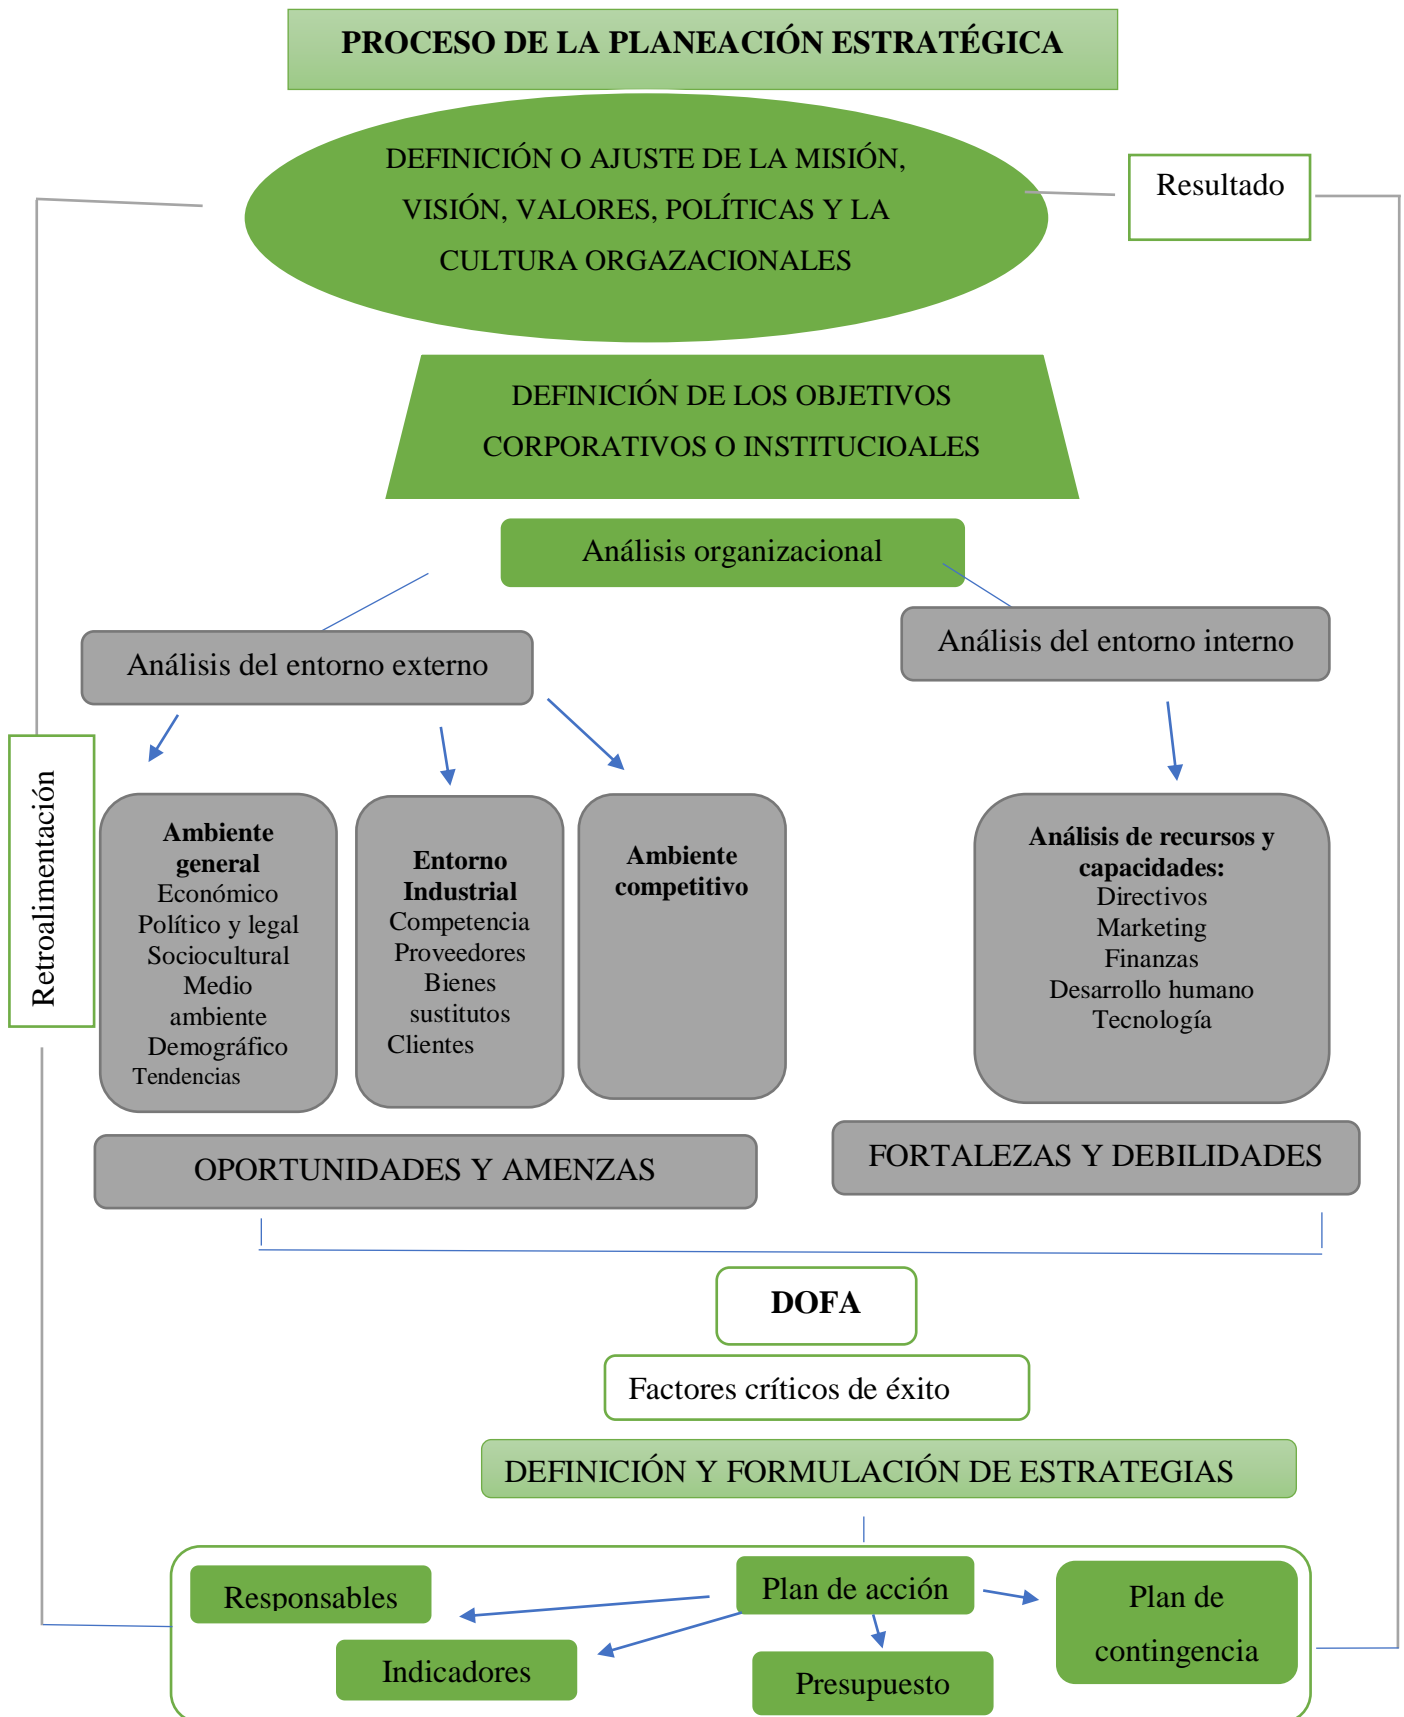 PROCESO DE LA PLANEACIÓN ESTRATÉGICA
DEFINICIÓN O AJUSTE DE LA MISIÓN,
VISIÓN, VALORES, POLÍTICAS Y LA
CULTURA ORGAZACIONALES
Resultado
DEFINICIÓN DE LOS OBJETIVOS
CORPORATIVOS O INSTITUCIOALES
Análisis organizacional
Análisis del entorno externo
Análisis del entorno interno
Retroalimentación
Ambiente
general
Económico
Político y legal
Sociocultural
Medio
ambiente
Demográfico
Tendencias
Entorno
Industrial
Competencia
Proveedores
Bienes
sustitutos
Clientes
Ambiente
competitivo
Análisis de recursos y
capacidades:
Directivos
Marketing
Finanzas
Desarrollo humano
Tecnología
OPORTUNIDADES Y AMENZAS
FORTALEZAS Y DEBILIDADES
DOFA
Factores críticos de éxito
DEFINICIÓN Y FORMULACIÓN DE ESTRATEGIAS
Responsables
Plan de acción
Plan de
contingencia
Indicadores
Presupuesto